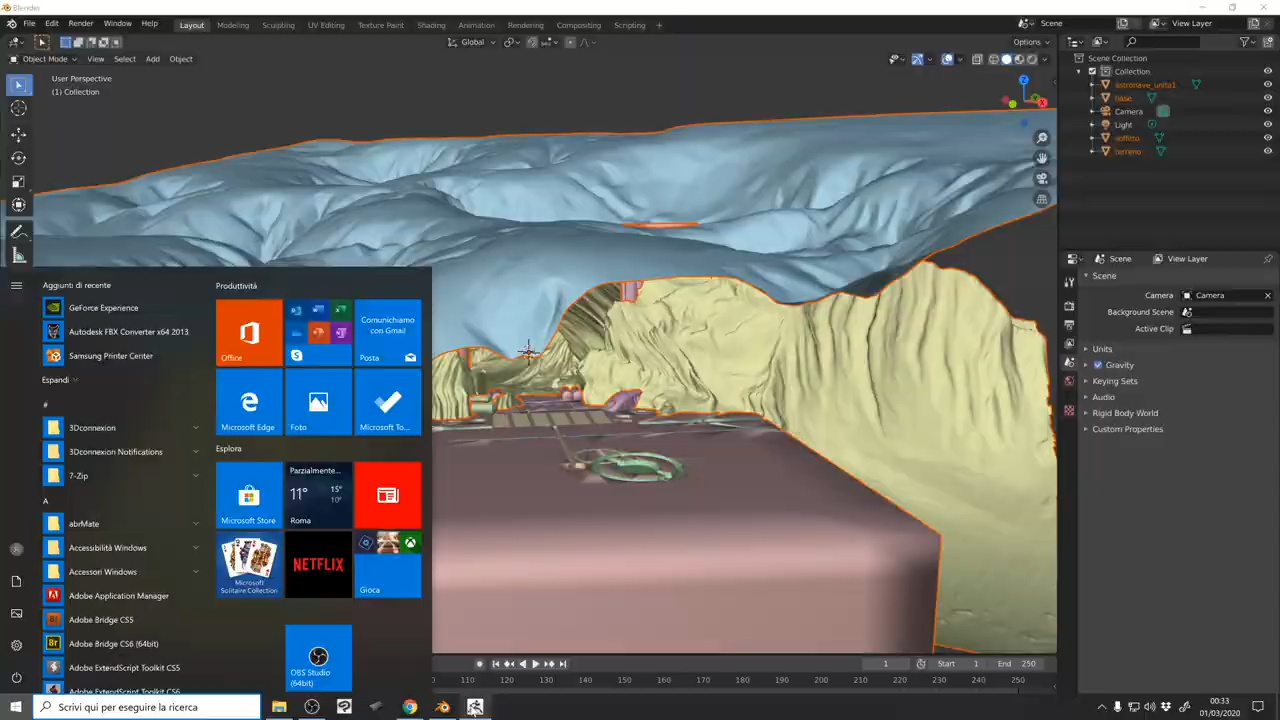 Blender
File Edit Render Window Help
Layout Modeling Sculpting UV Editing Texture Paint Shading Animation Rendering Compositing Scripting +
Scene
View Layer
Global
Options
Object Mode View Select Add Object
User Perspective
(1) Collection
Z
X
Scene Collection
Collection
astronave_unita1
base
Camera
Light
soffitto
terreno
Scene
View Layer
Scene
Camera
Camera
Background Scene
Active Clip
Units
Gravity
Keying Sets
Audio
Rigid Body World
Custom Properties
Aggiunti di recente
GeForce Experience
Autodesk FBX Converter x64 2013.
Samsung Printer Center
Espandi
#
3Dconnexion
3Dconnexion Notifications
7-Zip
A
abrMate
Accessibilità Windows
Accessori Windows
Adobe Application Manager
Adobe Bridge CS5
Adobe Bridge CS6 (64bit)
Adobe ExtendScript Toolkit CS5
Adobe ExtendScript Toolkit CS6
Produttività
Office
Comunichiamo
con Gmail
Posta
Microsoft Edge
Foto
Microsoft To...
Esplora
Microsoft Store
Parzialmente...
11° 15°
10°
Roma
Microsoft
Solitaire Collection
NETFLIX
Gioca
OBS Studio
(64bit)
1
Start 1
End 250
110 120 130 140 150 160 170 180 190 200 210 220 230 240 250
Scrivi qui per eseguire la ricerca
00:33
01/03/2020